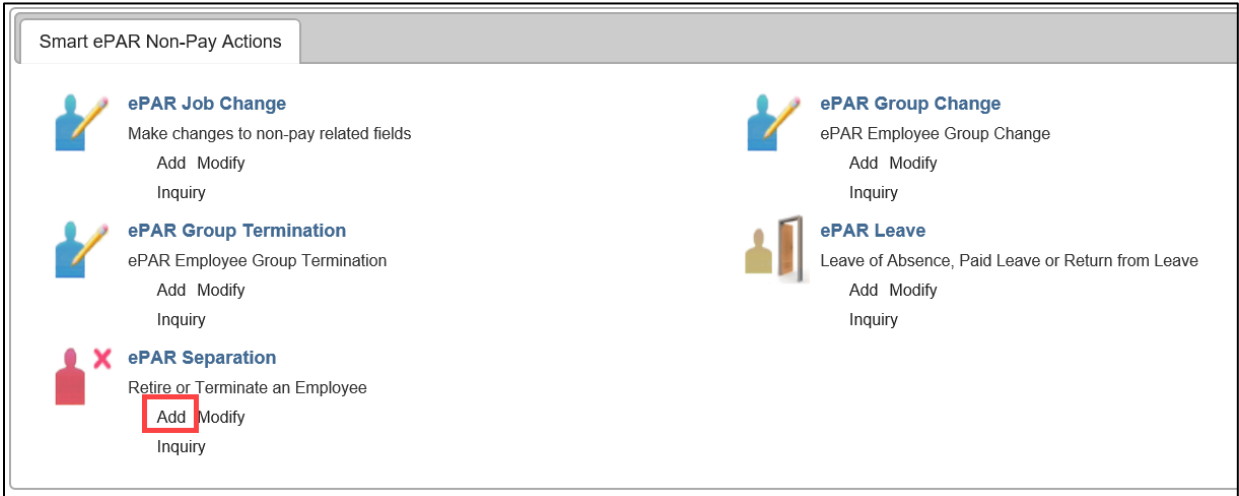 Smart ePAR Non-Pay Actions
ePAR Job Change
Make changes to non-pay related fields
Add Modify
Inquiry
ePAR Group Change
ePAR Employee Group Change
Add Modify
Inquiry
ePAR Group Termination
ePAR Employee Group Termination
Add Modify
Inquiry
ePAR Leave
Leave of Absence, Paid Leave or Return from Leave
Add Modify
Inquiry
ePAR Separation
Retire or Terminate an Employee
Add Modify
Inquiry